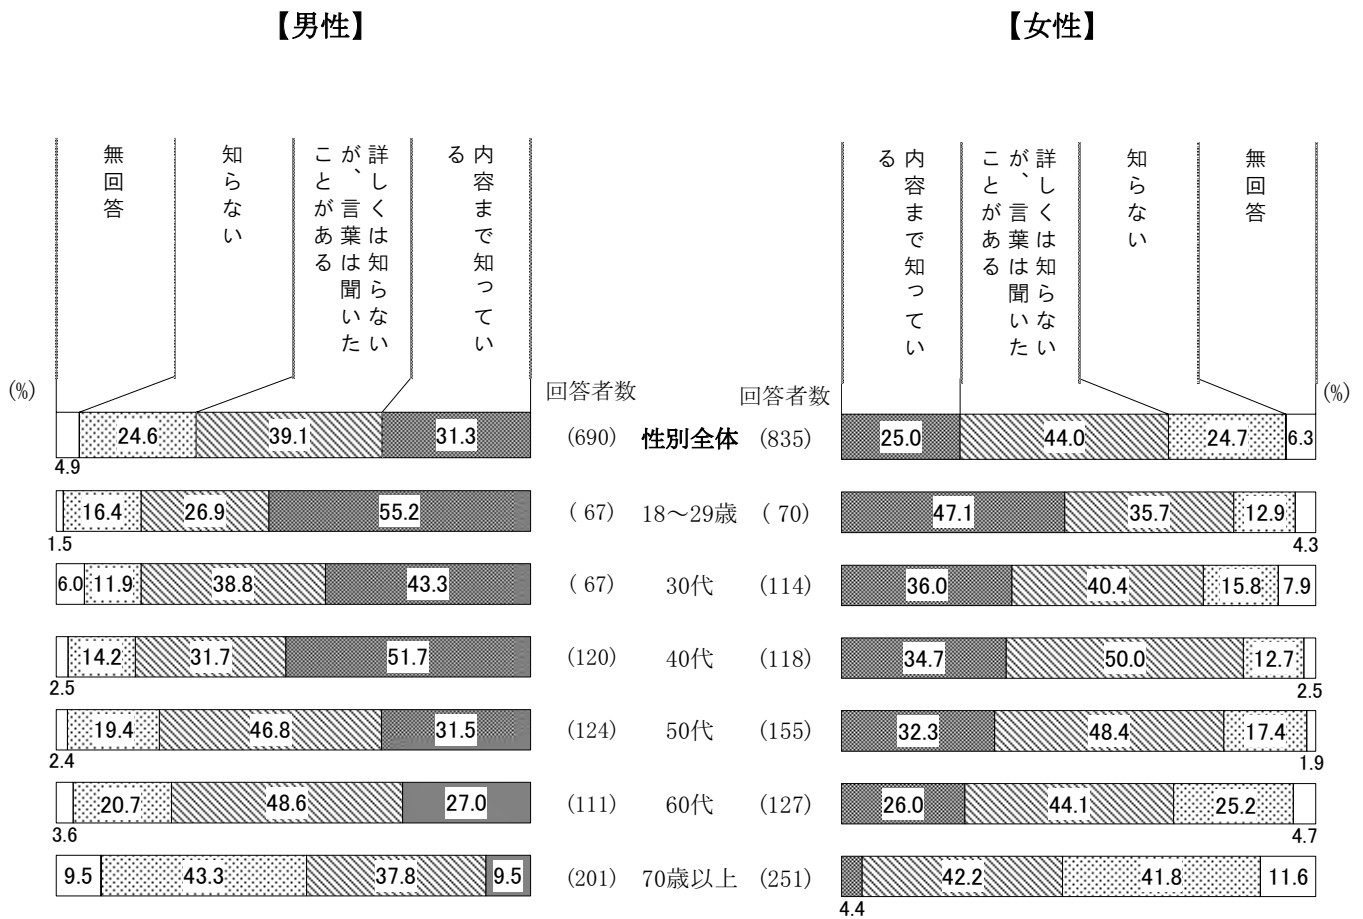 【男性】
【女性】
無回答
知らない
詳しくは知らない
が、言葉は聞いた
ことがある
内容まで知ってい
る
内容まで知ってい
る
詳しくは知らない
が、言葉は聞いた
ことがある
知らない
無回答
(%) 回答者数 回答者数 (%)
24.6 39.1 31.3 (690) 性別全体 (835) 25.0 44.0 24.7 6.3
4.9
16.4 26.9 55.2 ( 67) 18～29歳 ( 70) 47.1 35.7 12.9
1.5 4.3
6.0 11.9 38.8 43.3 ( 67) 30代 (114) 36.0 40.4 15.8 7.9
14.2 31.7 51.7 (120) 40代 (118) 34.7 50.0 12.7
2.5 2.5
19.4 46.8 31.5 (124) 50代 (155) 32.3 48.4 17.4
2.4 1.9
20.7 48.6 27.0 (111) 60代 (127) 26.0 44.1 25.2
3.6 4.7
9.5 43.3 37.8 9.5 (201) 70歳以上 (251) 42.2 41.8 11.6
4.4